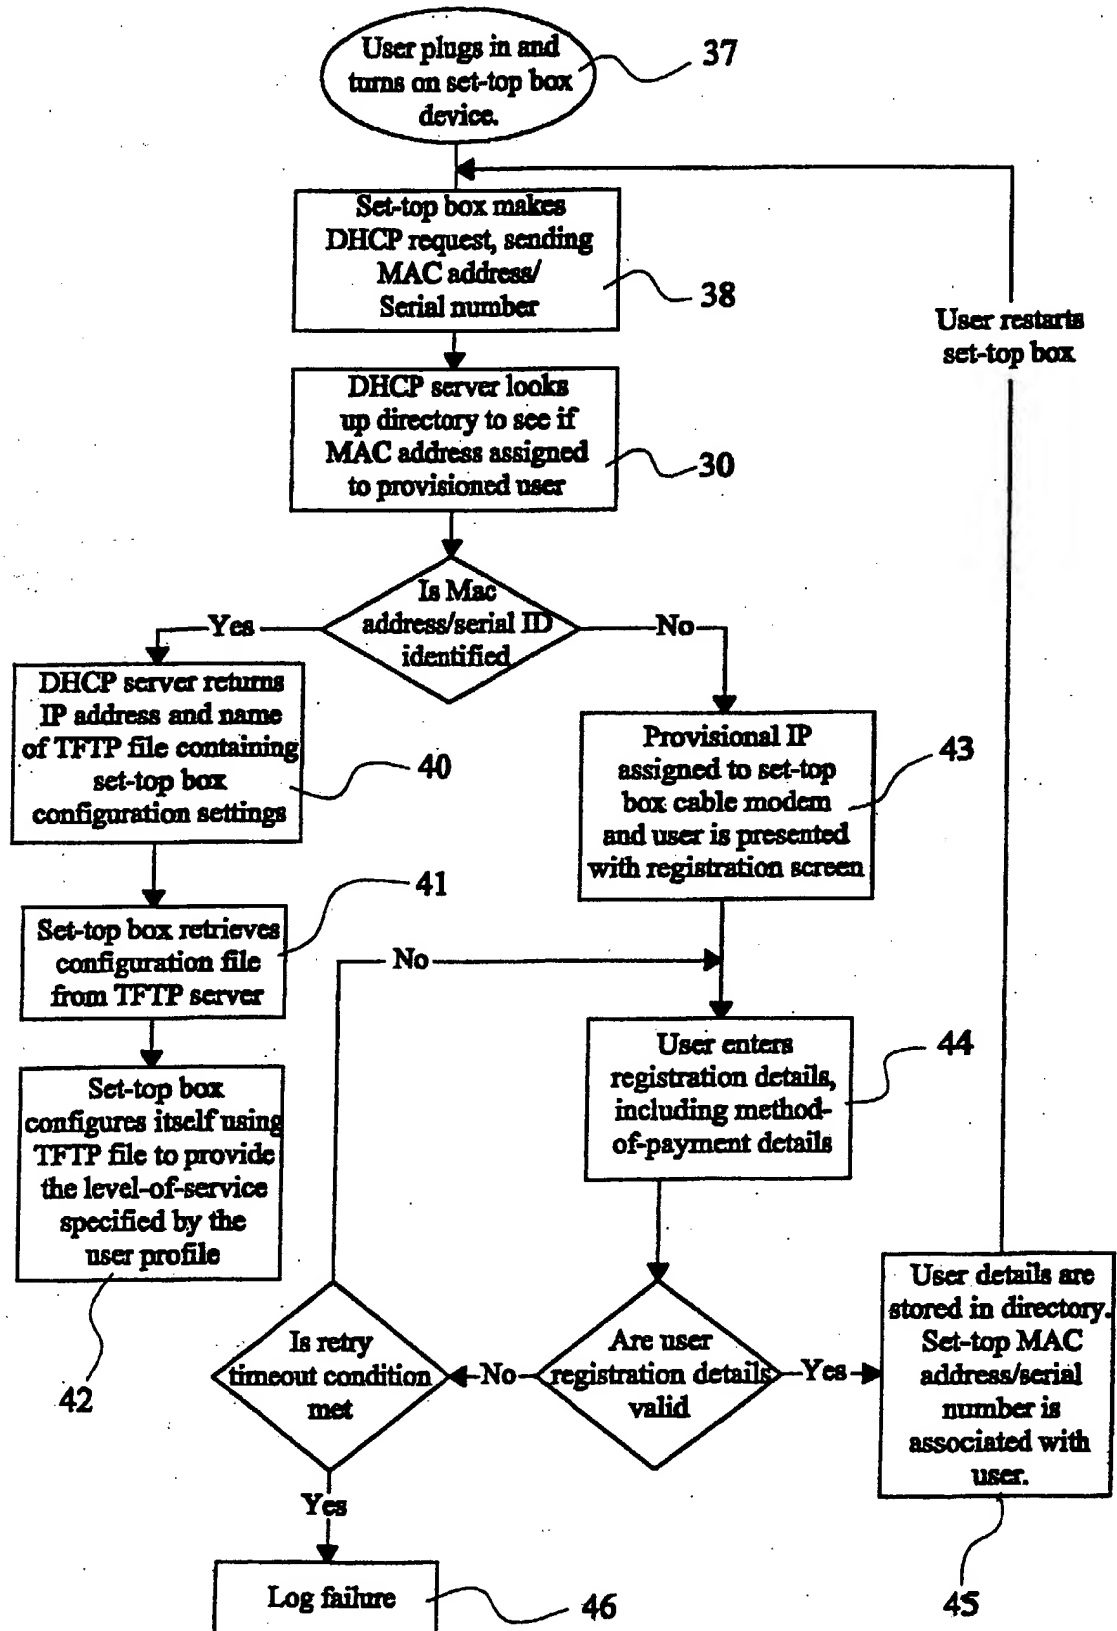 User plugs in and
turns on set-top box
device.
37
Set-top box makes
DHCP request, sending
MAC address/
Serial number
38
User restarts
set-top box
DHCP server looks
up directory to see if
MAC address assigned
to provisioned user
30
Is Mac
address/serial ID
identified
Yes
No
DHCP server returns
IP address and name
of TFTP file containing
set-top box
configuration settings
40
Provisional IP
assigned to set-top
box cable modem
and user is presented
with registration screen
43
41
Set-top box retrieves
configuration file
from TFTP server
No
User enters
registration details,
including method-
of-payment details
44
Set-top box
configures itself using
TFTP file to provide
the level-of-service
specified by the
user profile
42
Is retry
timeout condition
met
No
Are user
registration details
valid
Yes
User details are
stored in directory.
Set-top MAC
address/serial
number is
associated with
user.
45
Yes
Log failure
46